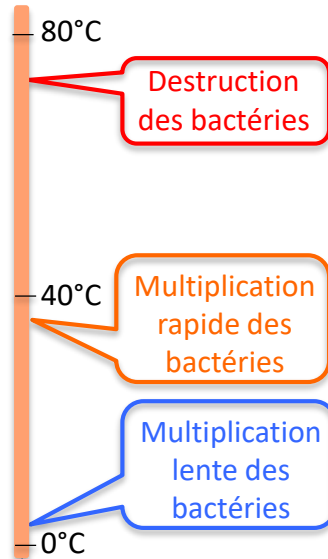 80°C
Destruction
des bactéries
40°C
Multiplication
rapide des
bactéries
Multiplication
lente des
bactéries
0°C